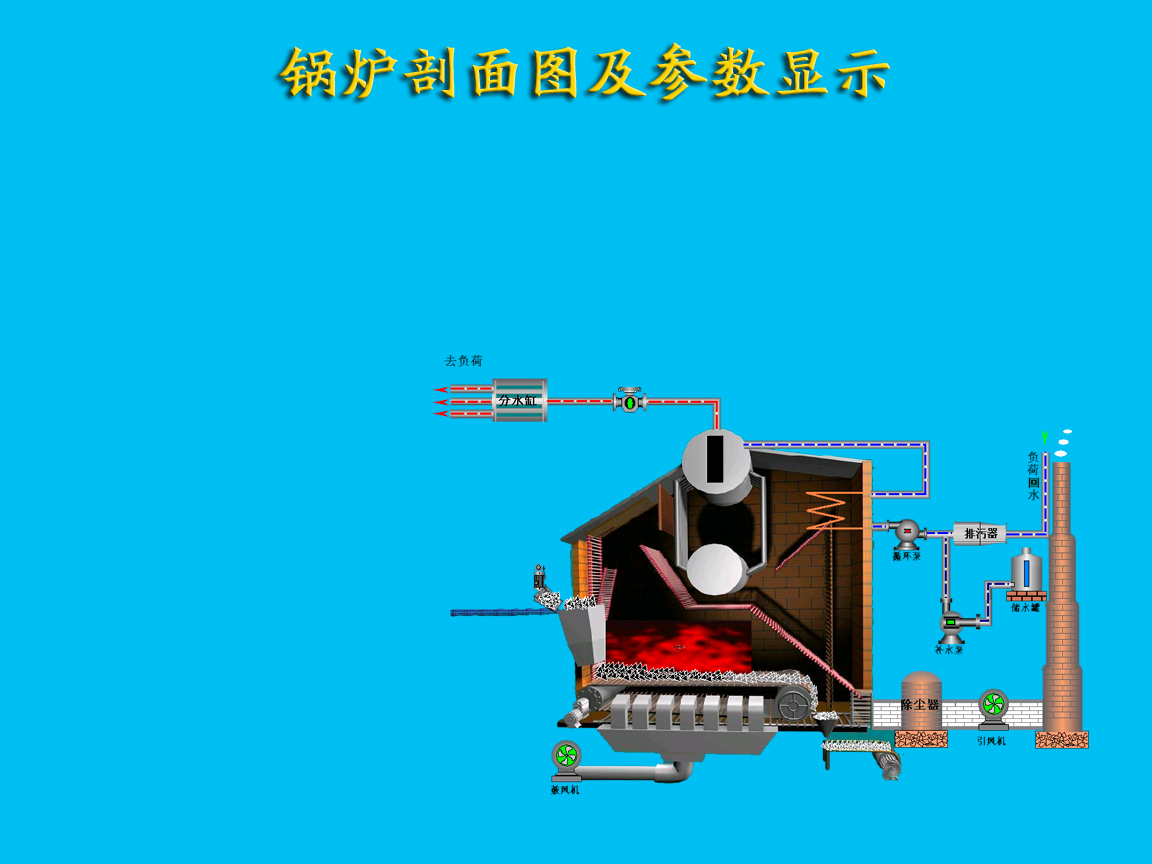 锅炉剖面图及参数显示
去负荷
分水缸
负荷回水
循环泵
排污器
储水罐
补水泵
除尘器
引风机
鼓风机